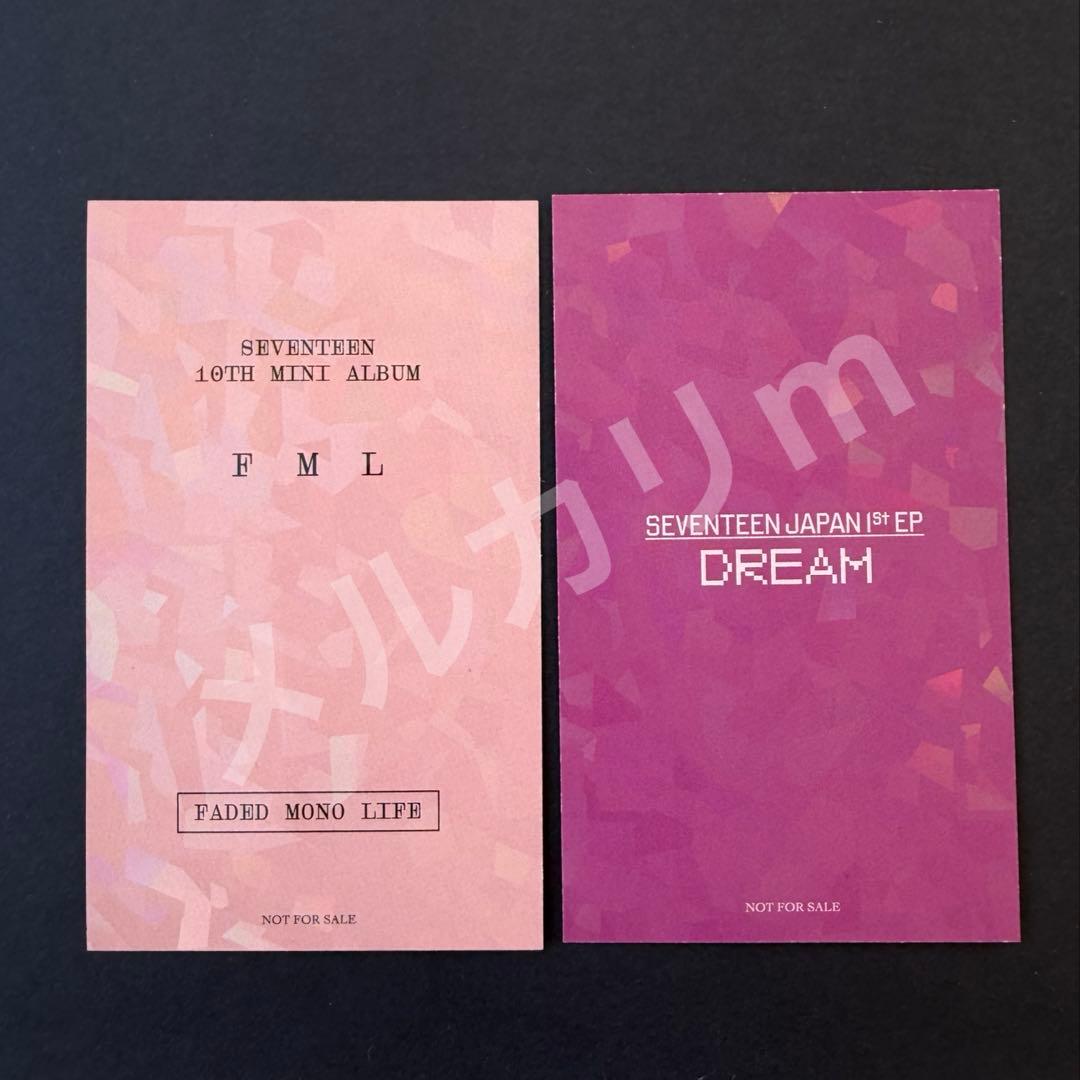 SEVENTEEN
10TH MINI ALBUM
F M L
FADED MONO LIFE
NOT FOR SALE
SEVENTEEN JAPAN 1St EP
DREAM
NOT FOR SALE
メルカリm